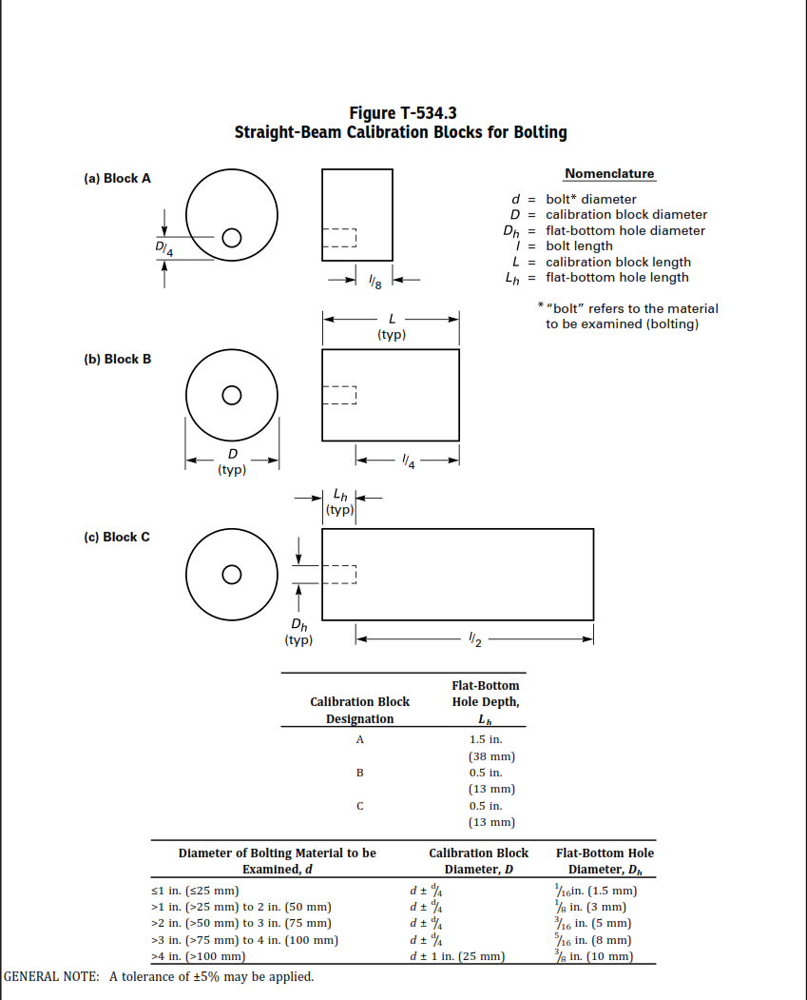 Figure T-534.3
Straight-Beam Calibration Blocks for Bolting
(a) Block A
D/4
l/8
Nomenclature
d = bolt* diameter
D = calibration block diameter
Dh = flat-bottom hole diameter
l = bolt length
L = calibration block length
Lh = flat-bottom hole length
* “bolt” refers to the material
to be examined (bolting)
L
(typ)
(b) Block B
D
(typ)
l/4
Lh
(typ)
(c) Block C
Dh
(typ)
l/2
Flat-Bottom
Calibration Block Hole Depth,
Designation Lh
A 1.5 in.
(38 mm)
B 0.5 in.
(13 mm)
C 0.5 in.
(13 mm)
Diameter of Bolting Material to be Calibration Block Flat-Bottom Hole
Examined, d Diameter, D Diameter, Dh
≤1 in. (≤25 mm) d ± d/4 1/16in. (1.5 mm)
>1 in. (>25 mm) to 2 in. (50 mm) d ± d/4 1/8 in. (3 mm)
>2 in. (>50 mm) to 3 in. (75 mm) d ± d/4 3/16 in. (5 mm)
>3 in. (>75 mm) to 4 in. (100 mm) d ± d/4 5/16 in. (8 mm)
>4 in. (>100 mm) d ± 1 in. (25 mm) 3/8 in. (10 mm)
GENERAL NOTE: A tolerance of ±5% may be applied.